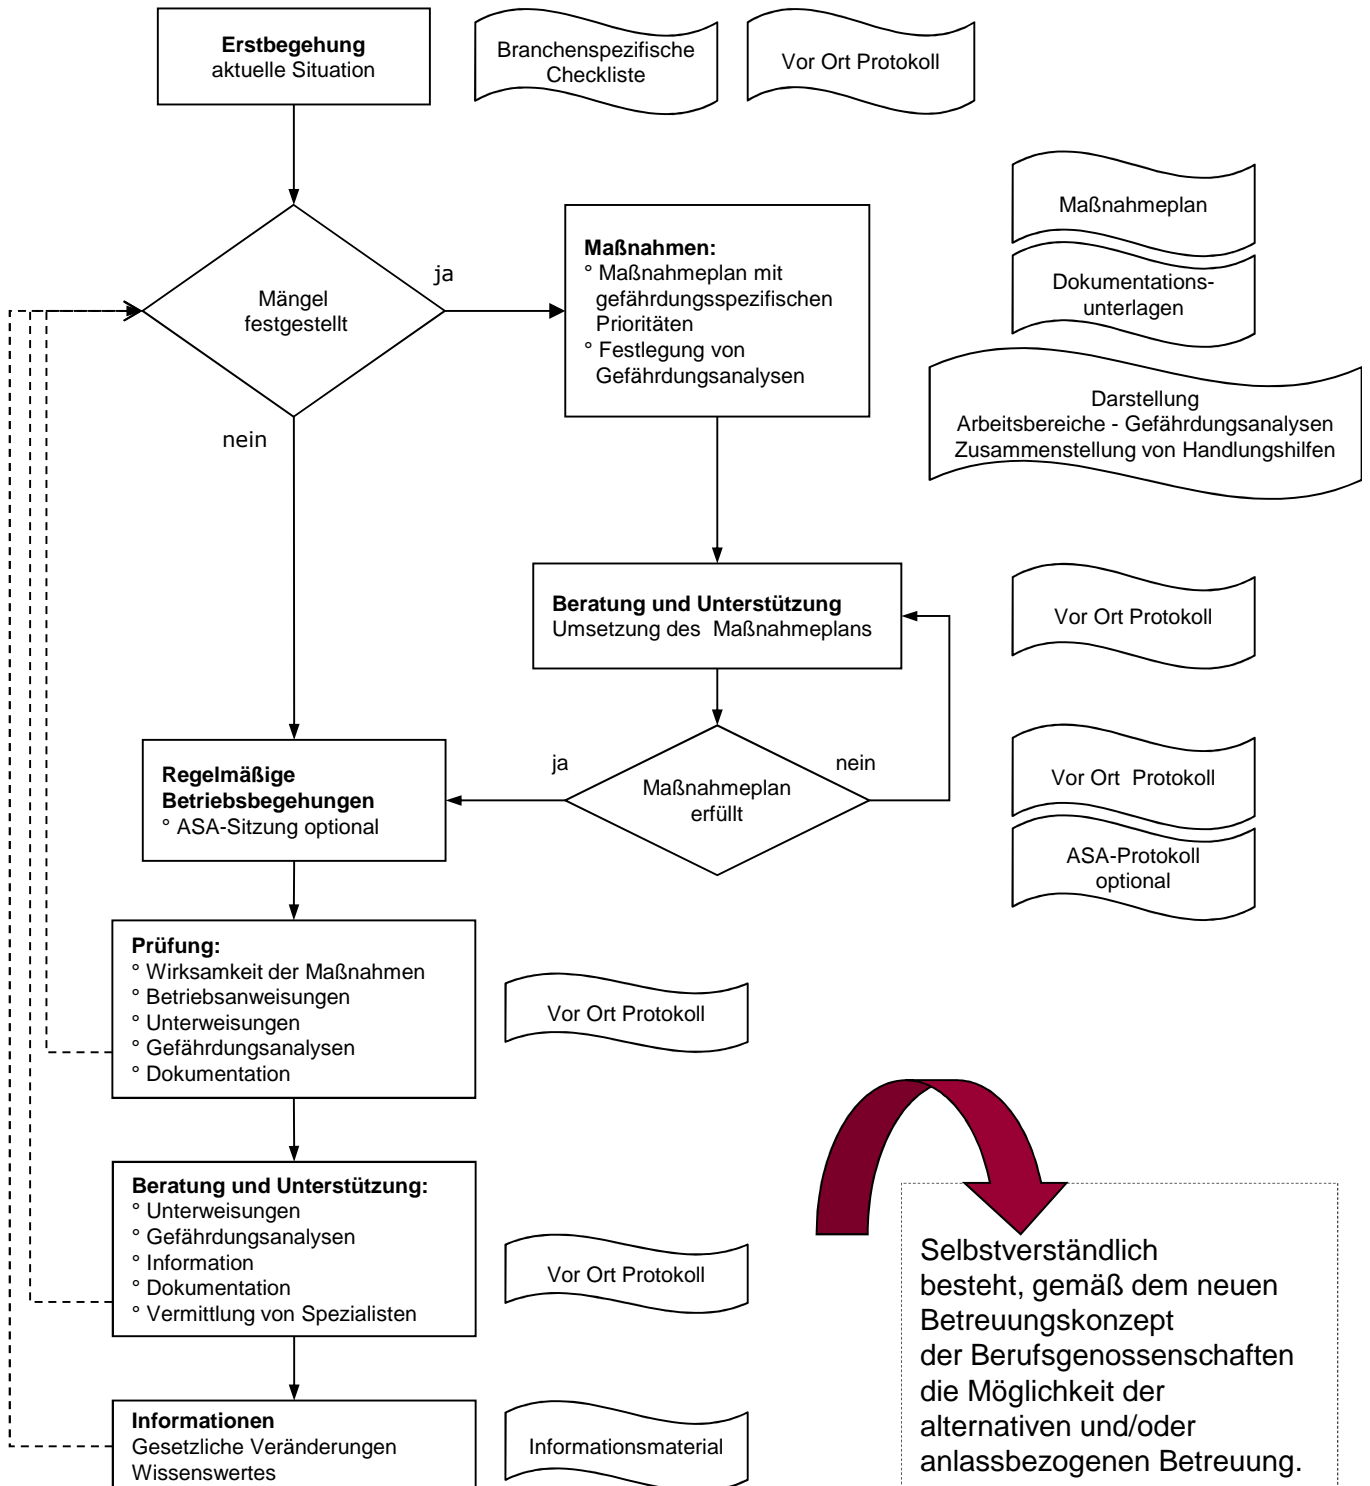 Erstbegehung
aktuelle Situation
Branchenspezifische
Checkliste
Vor Ort Protokoll
Maßnahmeplan
Dokumentations-
unterlagen
Mängel
festgestellt
ja
nein
Maßnahmen:
° Maßnahmeplan mit
gefährdungsspezifischen
Prioritäten
° Festlegung von
Gefährdungsanalysen
Darstellung
Arbeitsbereiche - Gefährdungsanalysen
Zusammenstellung von Handlungshilfen
Beratung und Unterstützung
Umsetzung des Maßnahmeplans
Vor Ort Protokoll
Maßnahmeplan
erfüllt
ja
nein
Vor Ort Protokoll
ASA-Protokoll
optional
Regelmäßige
Betriebsbegehungen
° ASA-Sitzung optional
Prüfung:
° Wirksamkeit der Maßnahmen
° Betriebsanweisungen
° Unterweisungen
° Gefährdungsanalysen
° Dokumentation
Vor Ort Protokoll
Beratung und Unterstützung:
° Unterweisungen
° Gefährdungsanalysen
° Information
° Dokumentation
° Vermittlung von Spezialisten
Vor Ort Protokoll
Informationen
Gesetzliche Veränderungen
Wissenswertes
Informationsmaterial
Selbstverständlich
besteht, gemäß dem neuen
Betreuungskonzept
der Berufsgenossenschaften
die Möglichkeit der
alternativen und/oder
anlassbezogenen Betreuung.